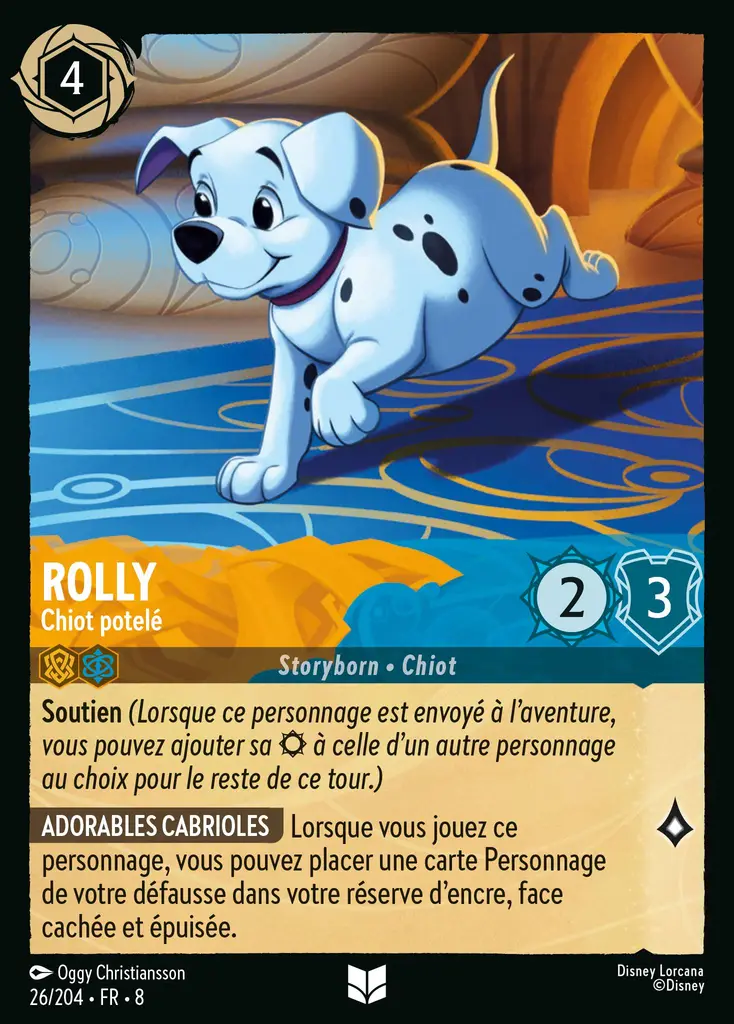 4
ROLLY
Chiot potelé
2
3
Storyborn • Chiot
Soutien (Lorsque ce personnage est envoyé à l'aventure,
vous pouvez ajouter sa à celle d'un autre personnage
au choix pour le reste de ce tour.)
ADORABLES CABRIOLES Lorsque vous jouez ce
personnage, vous pouvez placer une carte Personnage
de votre défausse dans votre réserve d'encre, face
cachée et épuisée.
Oggy Christiansson
26/204 • FR • 8
Disney Lorcana
©Disney